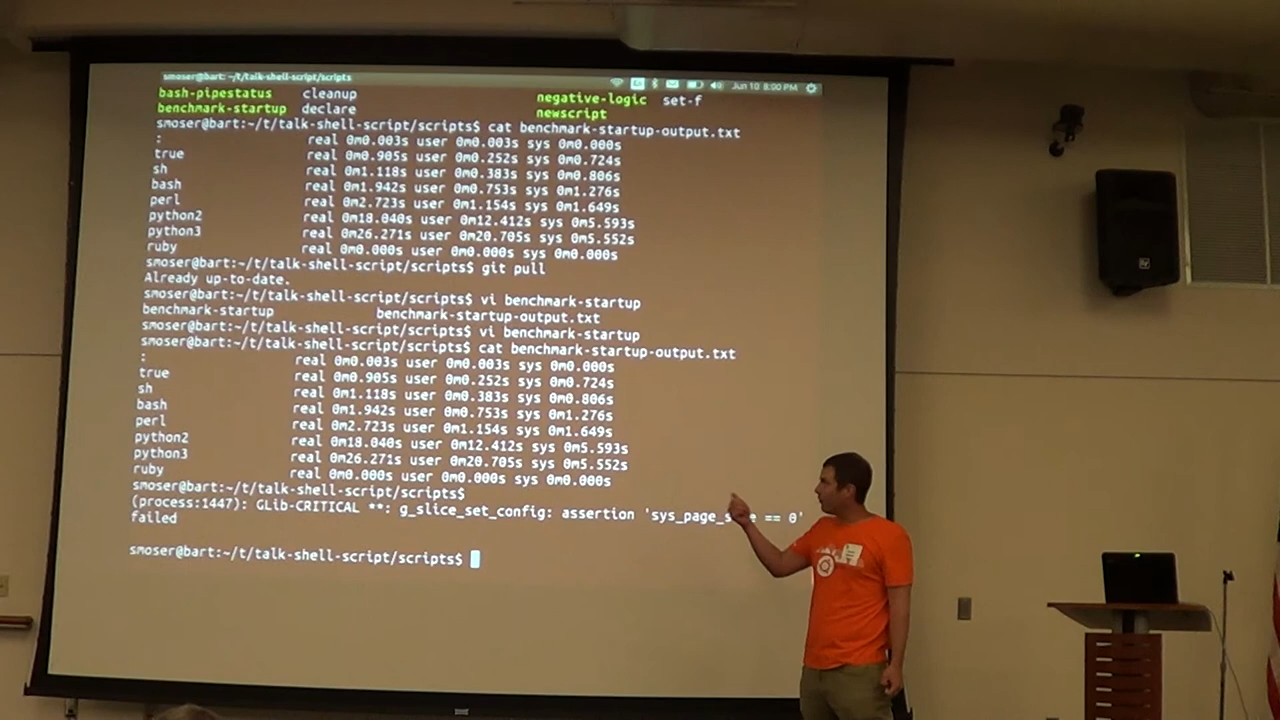 smoser@bart: ~/t/talk-shell-script/scripts Jun 10 8:00 PM
bash-pipestatus cleanup negative-logic set-f
benchmark-startup declare newscript
smoser@bart:~/t/talk-shell-script/scripts$ cat benchmark-startup-output.txt
: real 0m0.003s user 0m0.003s sys 0m0.000s
true real 0m0.905s user 0m0.252s sys 0m0.724s
sh real 0m1.118s user 0m0.383s sys 0m0.806s
bash real 0m1.942s user 0m0.753s sys 0m1.276s
perl real 0m2.723s user 0m1.154s sys 0m1.649s
python2 real 0m18.040s user 0m12.412s sys 0m5.593s
python3 real 0m26.271s user 0m20.705s sys 0m5.552s
ruby real 0m0.000s user 0m0.000s sys 0m0.000s
smoser@bart:~/t/talk-shell-script/scripts$ git pull
Already up-to-date.
smoser@bart:~/t/talk-shell-script/scripts$ vi benchmark-startup
benchmark-startup benchmark-startup-output.txt
smoser@bart:~/t/talk-shell-script/scripts$ vi benchmark-startup
smoser@bart:~/t/talk-shell-script/scripts$ cat benchmark-startup-output.txt
: real 0m0.003s user 0m0.003s sys 0m0.000s
true real 0m0.905s user 0m0.252s sys 0m0.724s
sh real 0m1.118s user 0m0.383s sys 0m0.806s
bash real 0m1.942s user 0m0.753s sys 0m1.276s
perl real 0m2.723s user 0m1.154s sys 0m1.649s
python2 real 0m18.040s user 0m12.412s sys 0m5.593s
python3 real 0m26.271s user 0m20.705s sys 0m5.552s
ruby real 0m0.000s user 0m0.000s sys 0m0.000s
smoser@bart:~/t/talk-shell-script/scripts$
(process:1447): GLib-CRITICAL **: g_slice_set_config: assertion 'sys_page_size == 0'
failed
smoser@bart:~/t/talk-shell-script/scripts$